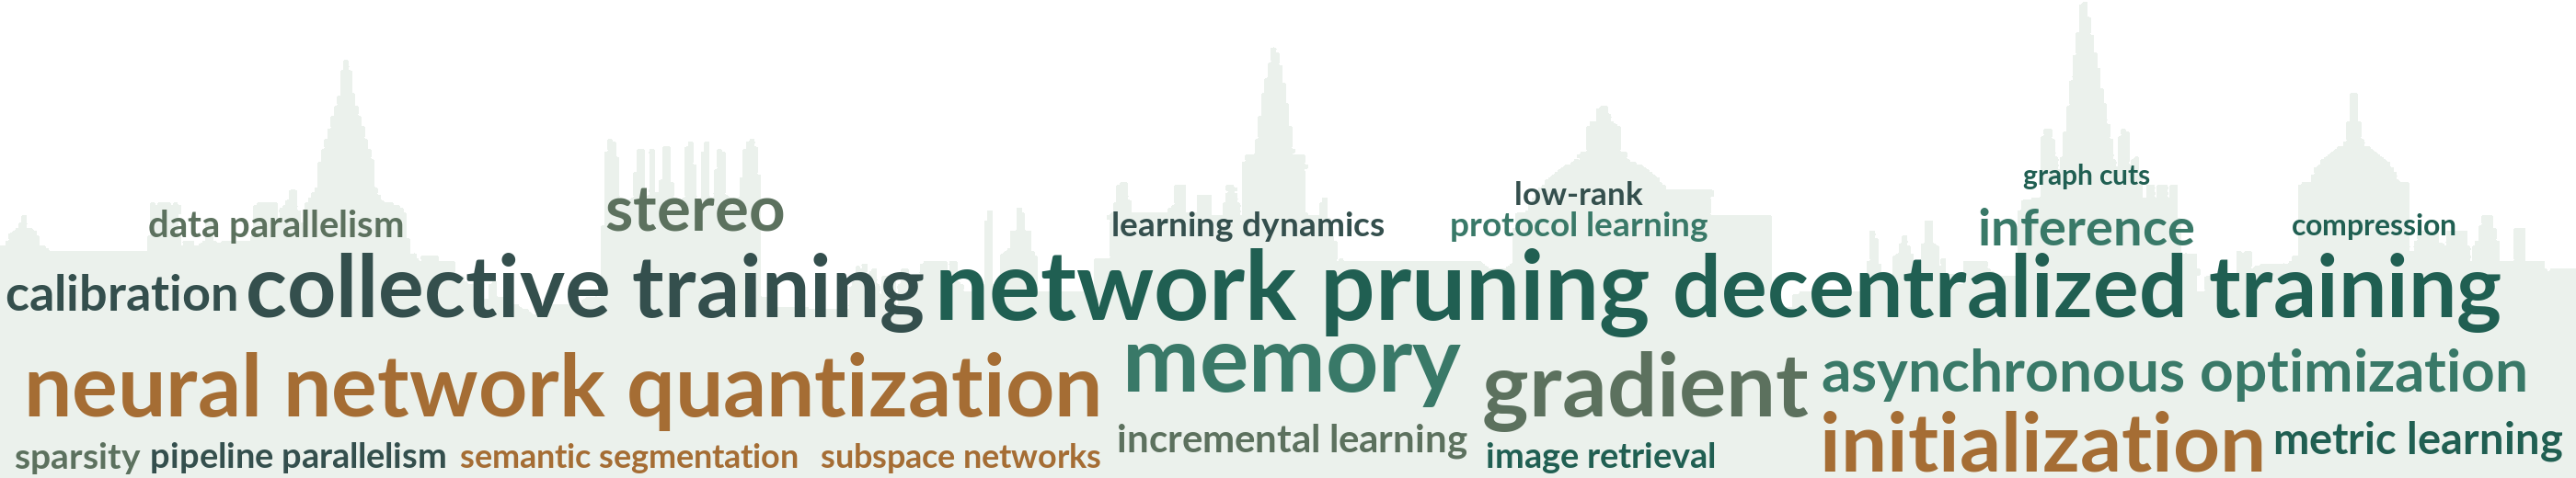 graph cuts
low-rank
data parallelism
stereo
learning dynamics
protocol learning
inference
compression
calibration
collective training
network pruning
decentralized training
neural network quantization
memory
gradient
asynchronous optimization
sparsity
pipeline parallelism
semantic segmentation
subspace networks
incremental learning
image retrieval
initialization
metric learning